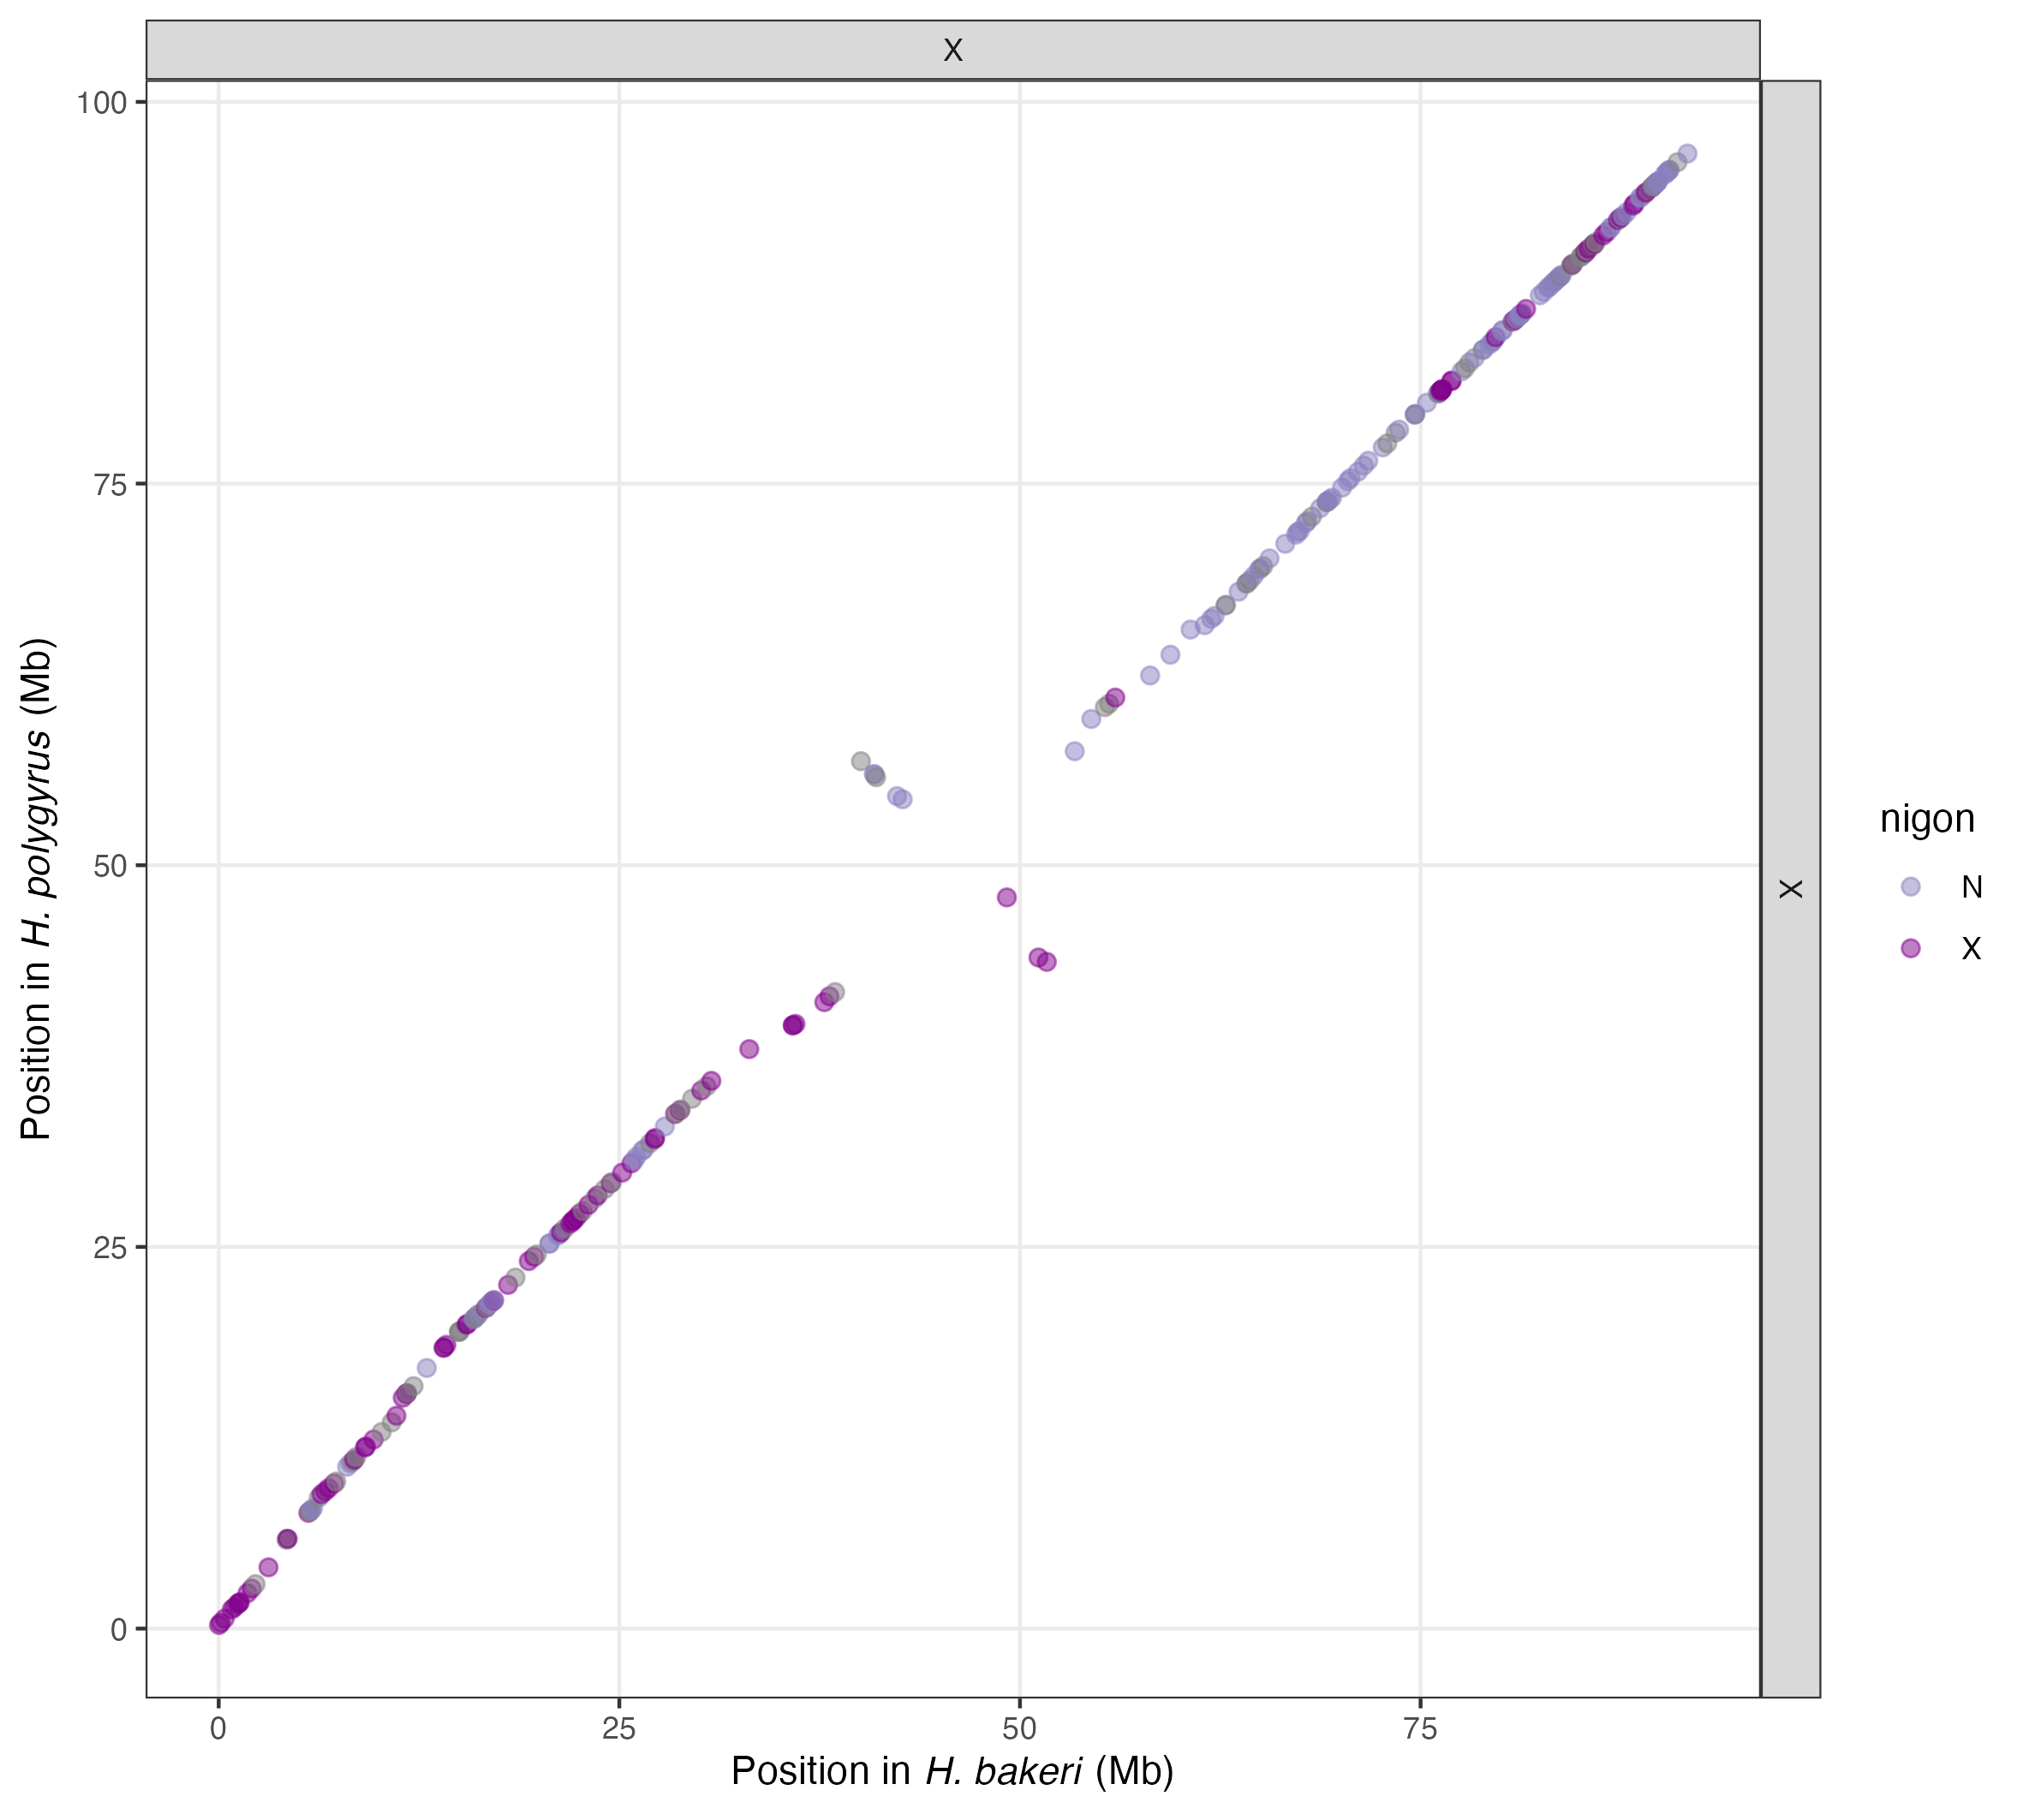 X
100
75
50
25
0
Position in H. polygyrus (Mb)
X
nigon
N
X
0
25
50
75
Position in H. bakeri (Mb)